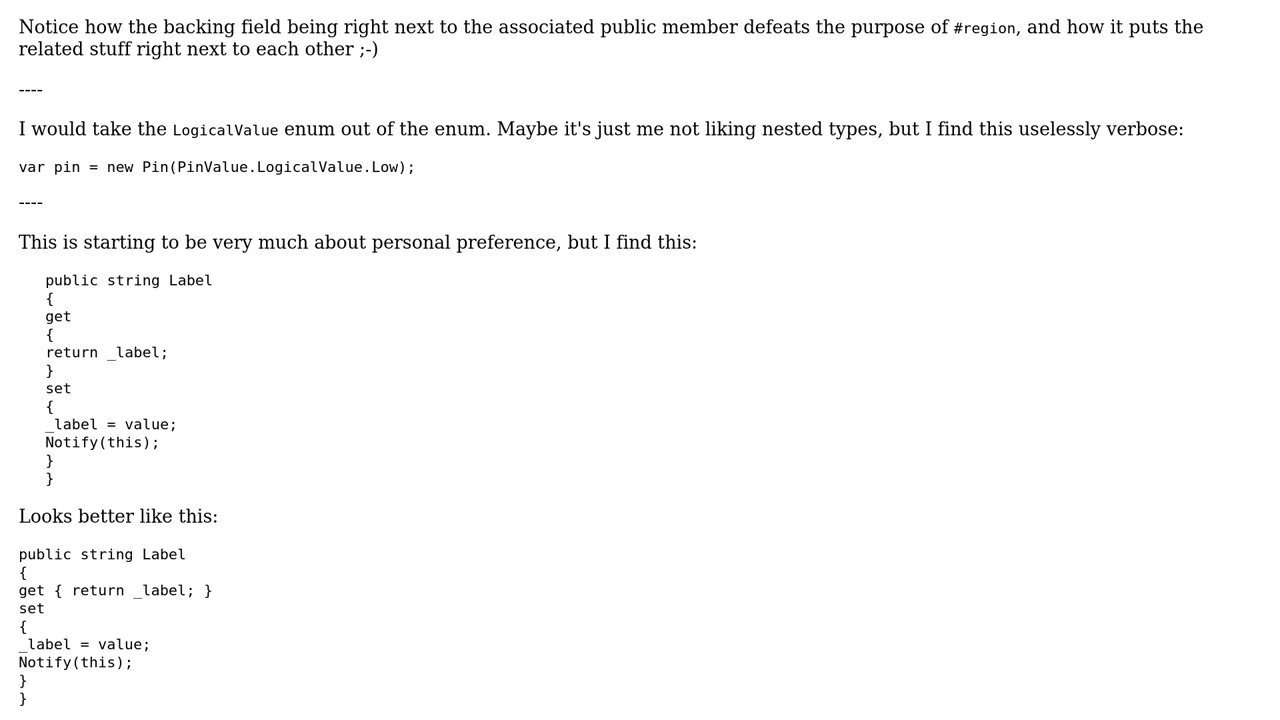 Notice how the backing field being right next to the associated public member defeats the purpose of #region, and how it puts the
related stuff right next to each other ;-)
----
I would take the LogicalValue enum out of the enum. Maybe it's just me not liking nested types, but I find this uselessly verbose:
var pin = new Pin(PinValue.LogicalValue.Low);
----
This is starting to be very much about personal preference, but I find this:
public string Label
{
get
{
return _label;
}
set
{
_label = value;
Notify(this);
}
}
Looks better like this:
public string Label
{
get { return _label; }
set
{
_label = value;
Notify(this);
}
}